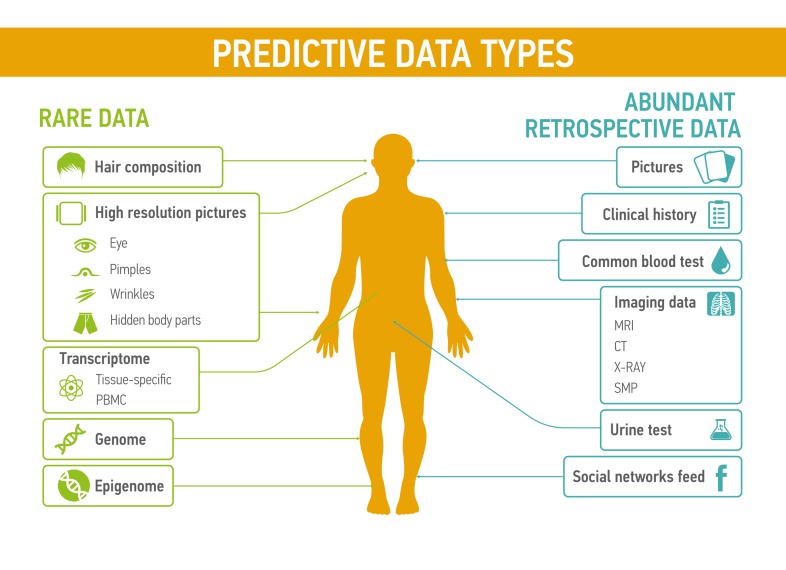 PREDICTIVE DATA TYPES
RARE DATA
Hair composition
High resolution pictures
Eye
Pimples
Wrinkles
Hidden body parts
Transcriptome
Tissue-specific
PBMC
Genome
Epigenome
ABUNDANT
RETROSPECTIVE DATA
Pictures
Clinical history
Common blood test
Imaging data
MRI
CT
X-RAY
SMP
Urine test
Social networks feed
f